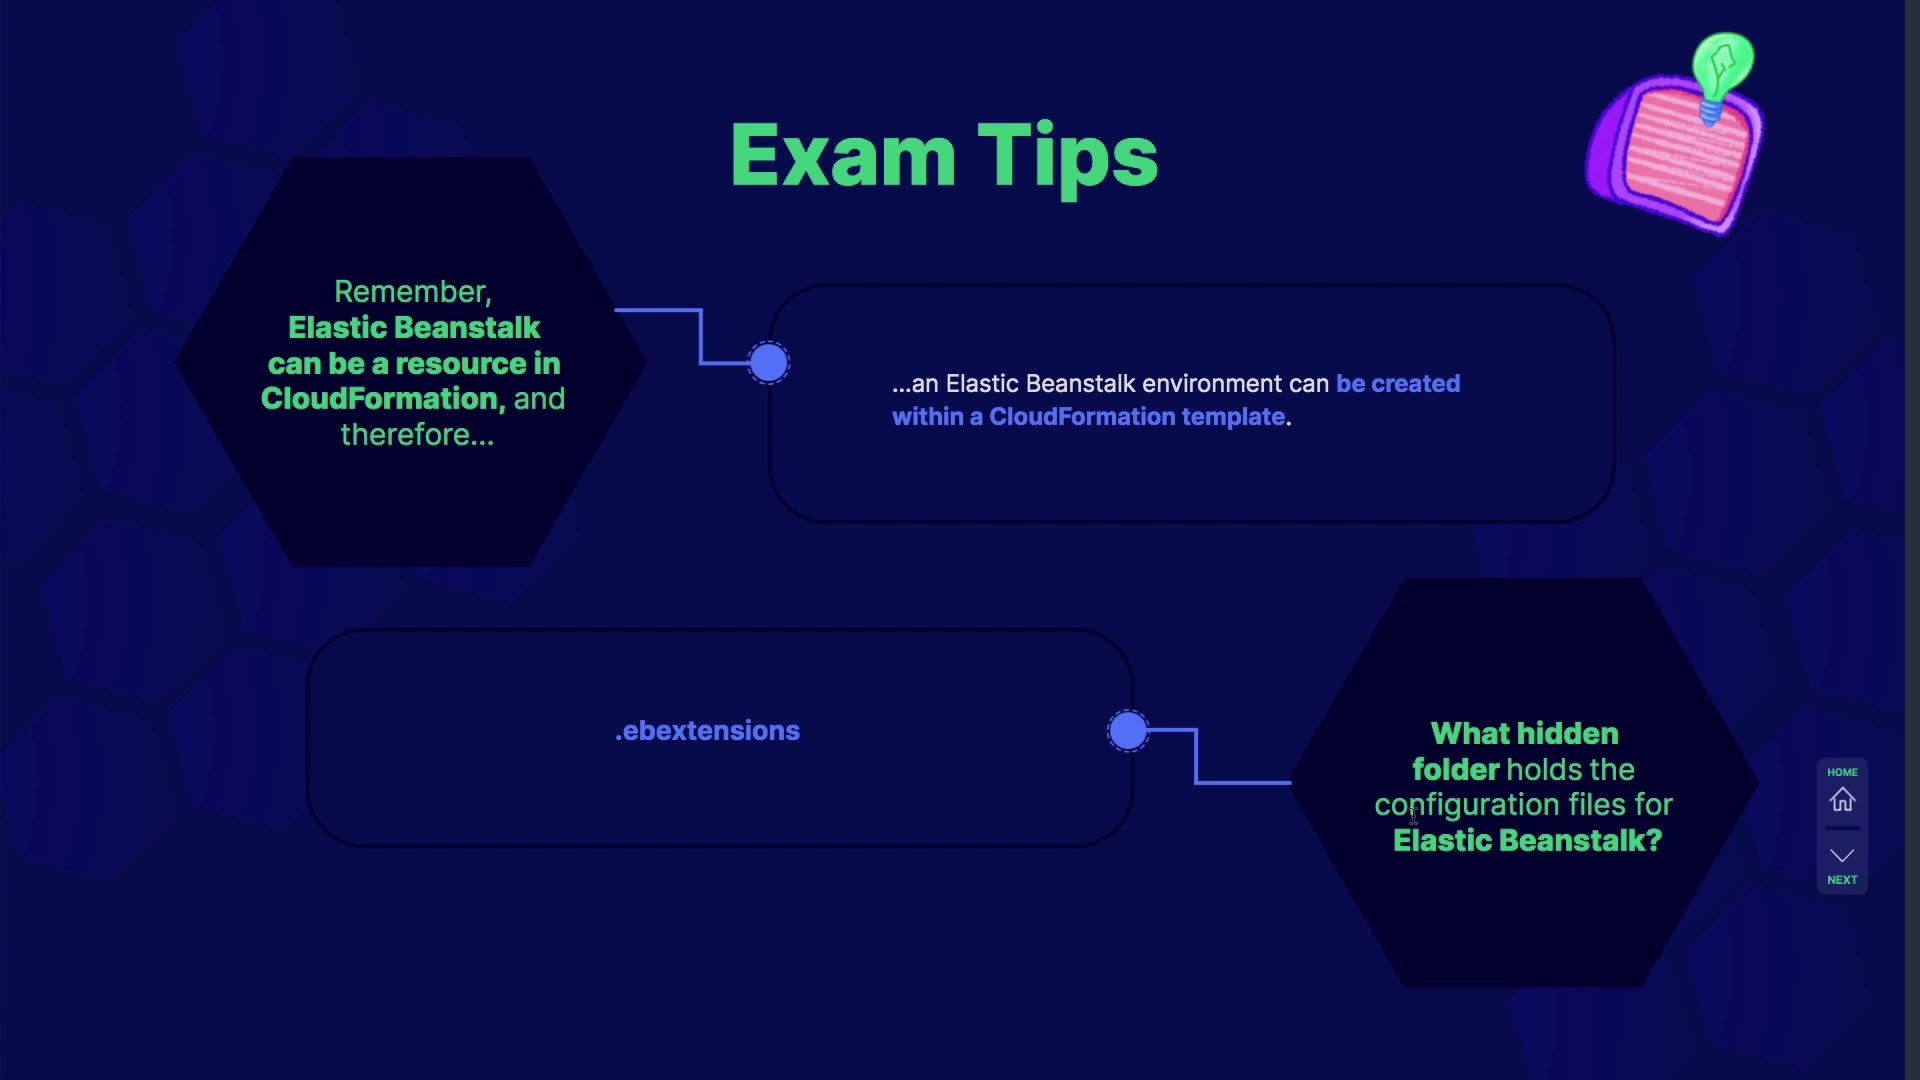 Exam Tips
Remember,
Elastic Beanstalk
can be a resource in
CloudFormation, and
therefore...
...an Elastic Beanstalk environment can be created
within a CloudFormation template.
.ebextensions
What hidden
folder holds the
configuration files for
Elastic Beanstalk?
HOME
NEXT